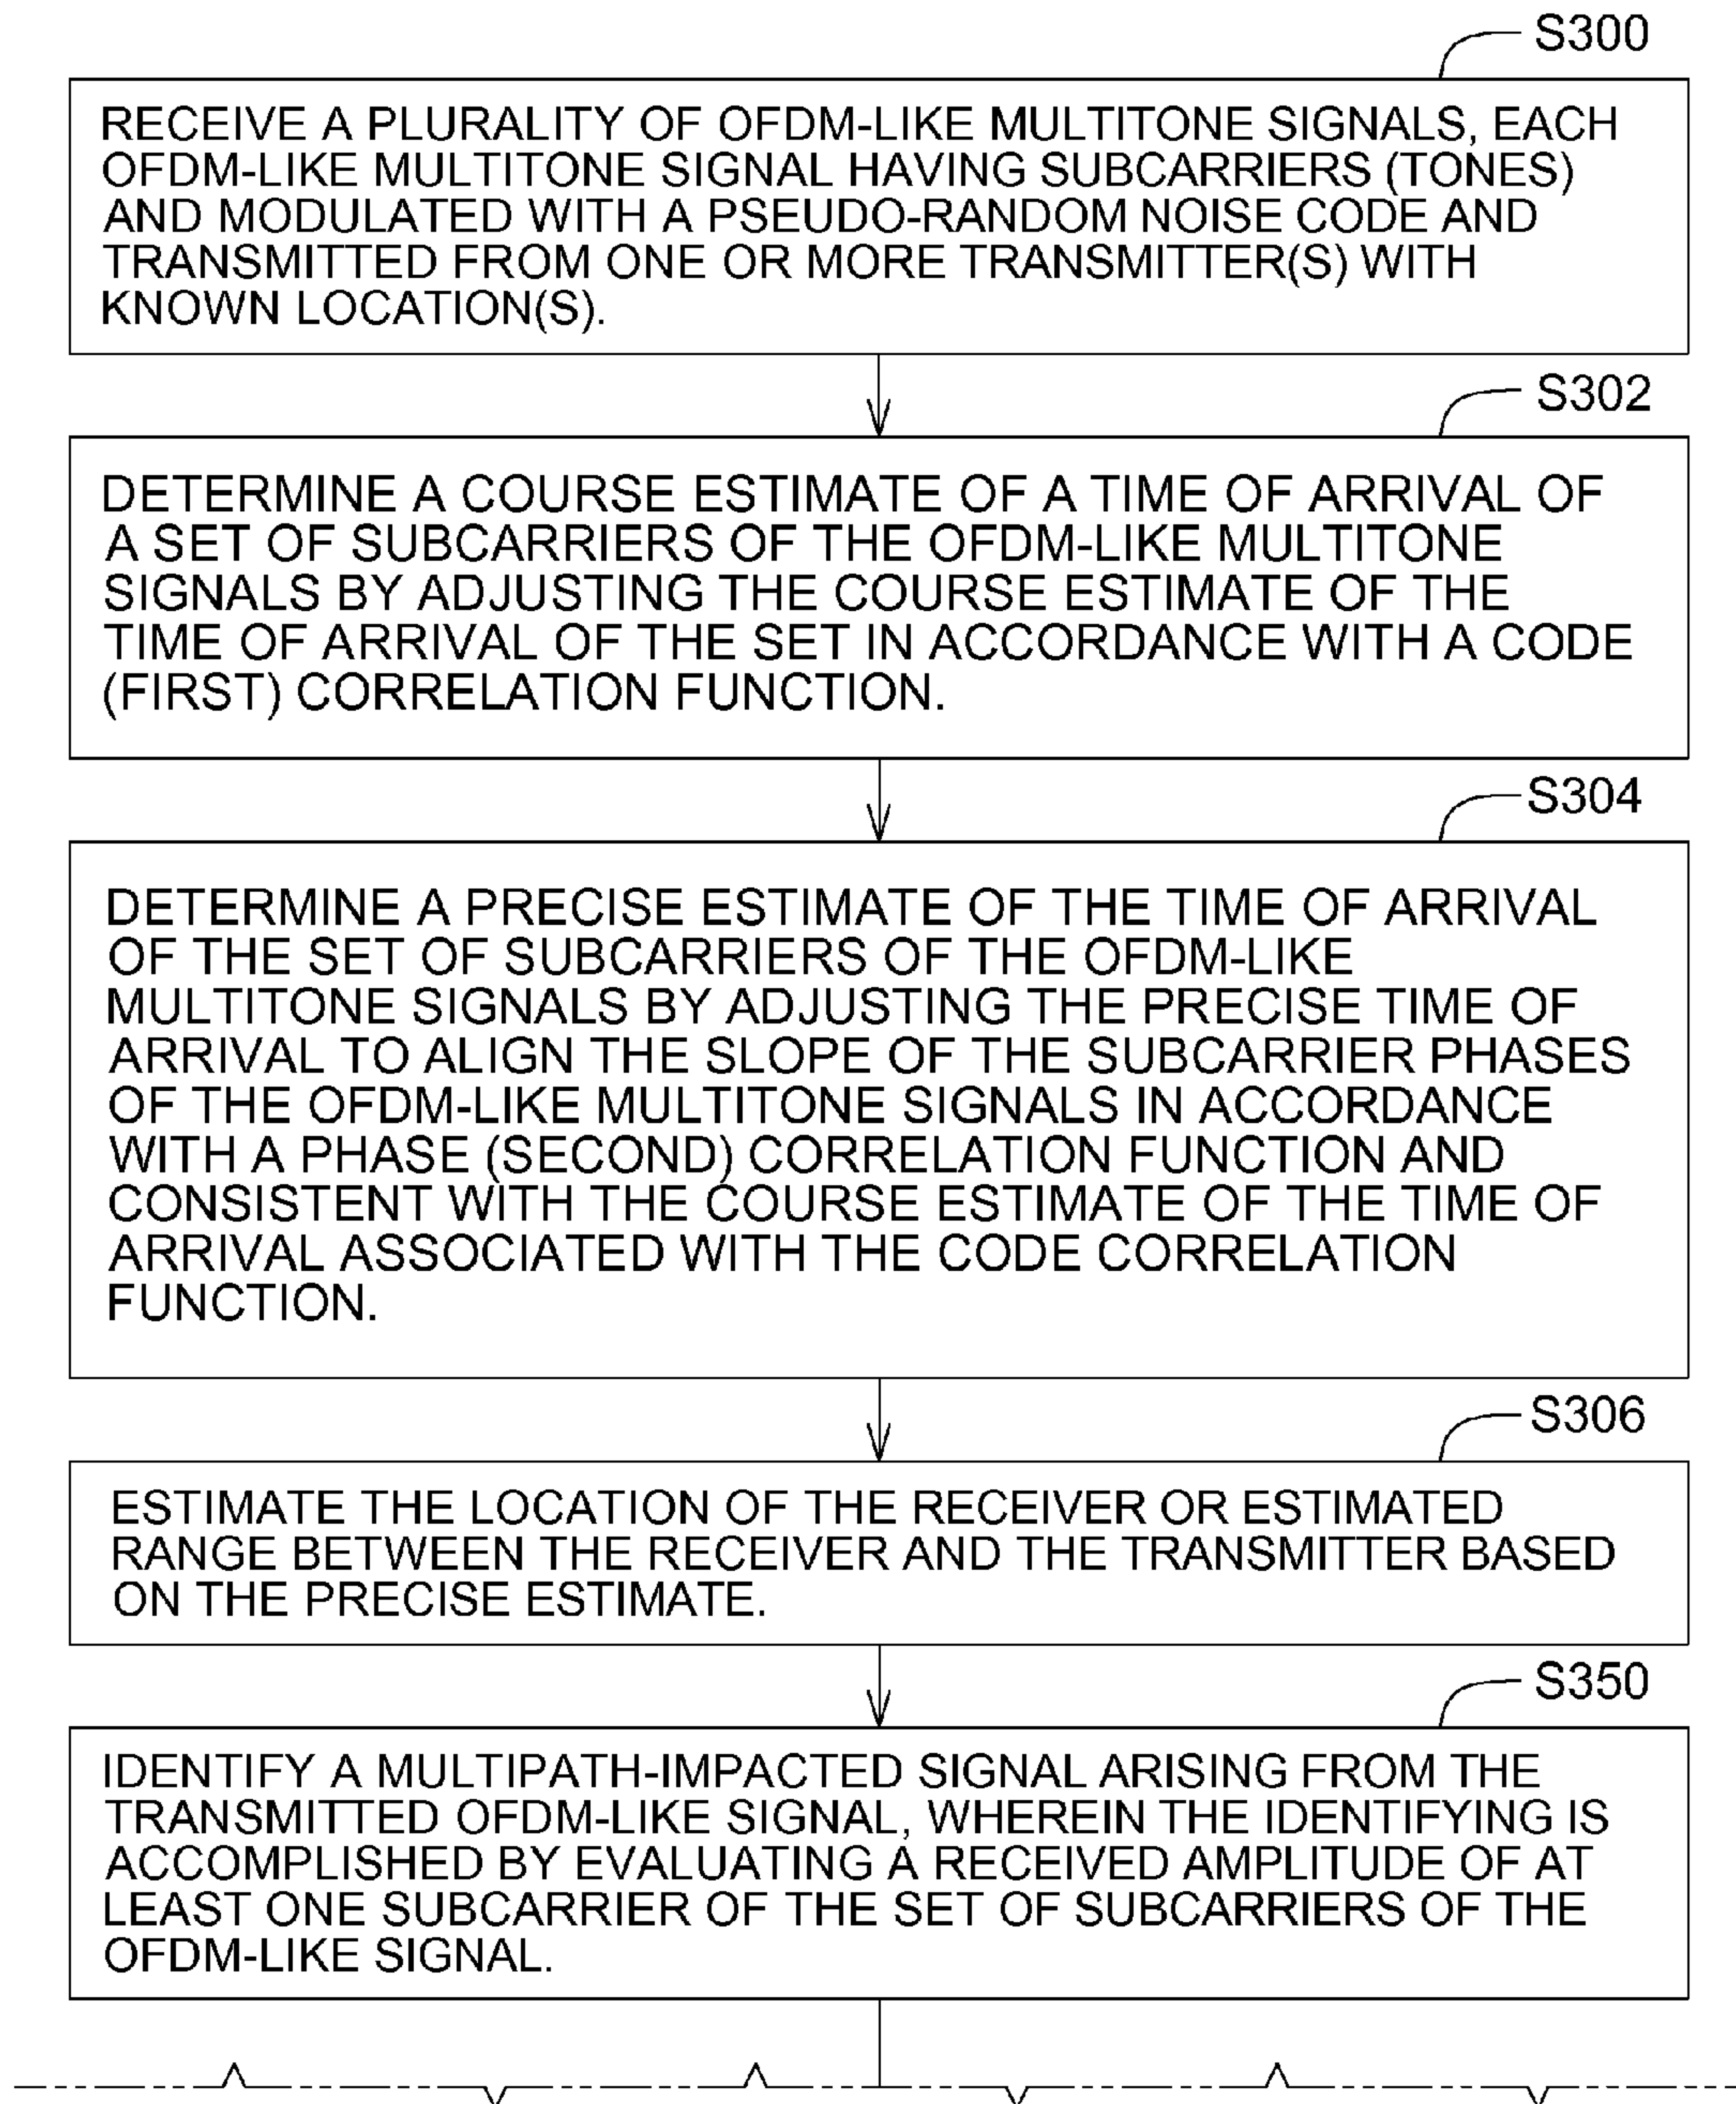 S300
RECEIVE A PLURALITY OF OFDM-LIKE MULTITONE SIGNALS, EACH
OFDM-LIKE MULTITONE SIGNAL HAVING SUBCARRIERS (TONES)
AND MODULATED WITH A PSEUDO-RANDOM NOISE CODE AND
TRANSMITTED FROM ONE OR MORE TRANSMITTER(S) WITH
KNOWN LOCATION(S).
S302
DETERMINE A COURSE ESTIMATE OF A TIME OF ARRIVAL OF
A SET OF SUBCARRIERS OF THE OFDM-LIKE MULTITONE
SIGNALS BY ADJUSTING THE COURSE ESTIMATE OF THE
TIME OF ARRIVAL OF THE SET IN ACCORDANCE WITH A CODE
(FIRST) CORRELATION FUNCTION.
S304
DETERMINE A PRECISE ESTIMATE OF THE TIME OF ARRIVAL
OF THE SET OF SUBCARRIERS OF THE OFDM-LIKE
MULTITONE SIGNALS BY ADJUSTING THE PRECISE TIME OF
ARRIVAL TO ALIGN THE SLOPE OF THE SUBCARRIER PHASES
OF THE OFDM-LIKE MULTITONE SIGNALS IN ACCORDANCE
WITH A PHASE (SECOND) CORRELATION FUNCTION AND
CONSISTENT WITH THE COURSE ESTIMATE OF THE TIME OF
ARRIVAL ASSOCIATED WITH THE CODE CORRELATION
FUNCTION.
S306
ESTIMATE THE LOCATION OF THE RECEIVER OR ESTIMATED
RANGE BETWEEN THE RECEIVER AND THE TRANSMITTER BASED
ON THE PRECISE ESTIMATE.
S350
IDENTIFY A MULTIPATH-IMPACTED SIGNAL ARISING FROM THE
TRANSMITTED OFDM-LIKE SIGNAL, WHEREIN THE IDENTIFYING IS
ACCOMPLISHED BY EVALUATING A RECEIVED AMPLITUDE OF AT
LEAST ONE SUBCARRIER OF THE SET OF SUBCARRIERS OF THE
OFDM-LIKE SIGNAL.